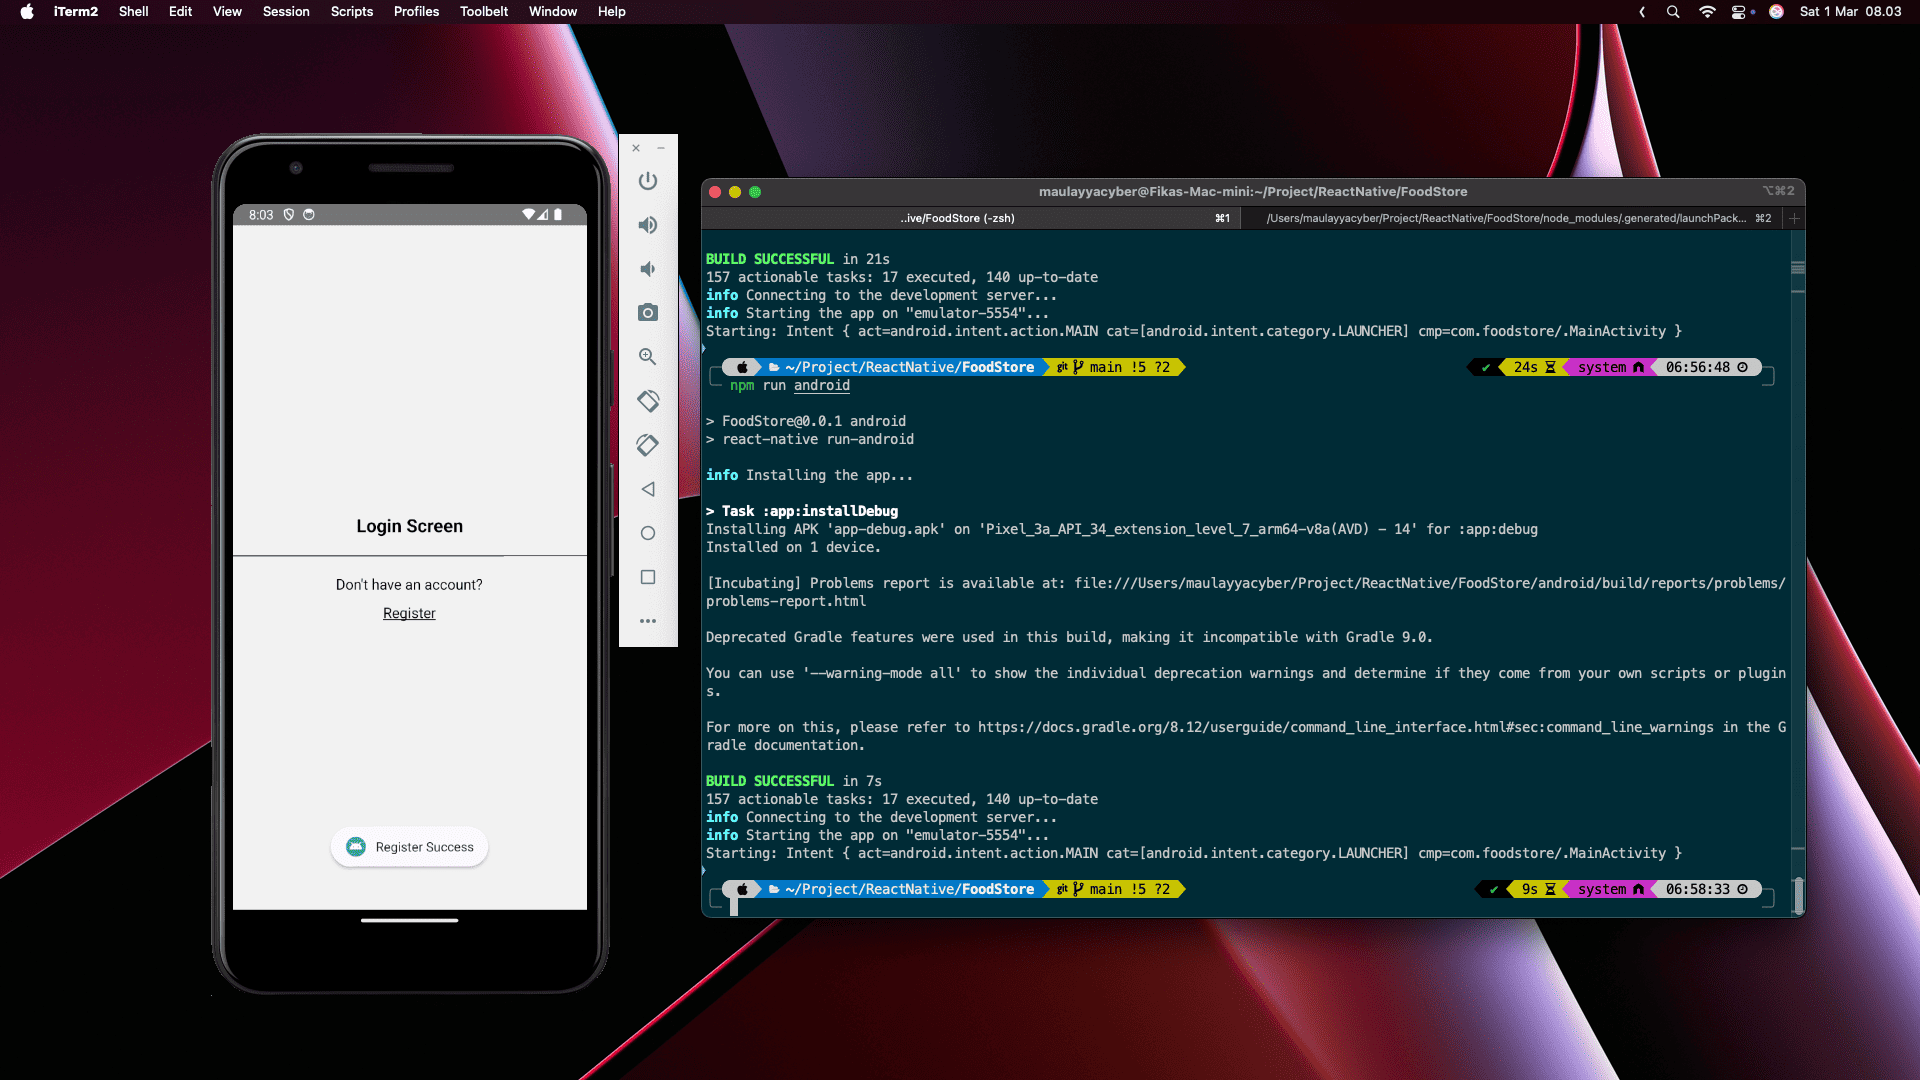 iTerm2 Shell Edit View Session Scripts Profiles Toolbelt Window Help
Sat 1 Mar 08.03
8:03
Login Screen
Don't have an account?
Register
Register Success
maulayyacyber@Fikas-Mac-mini:~/Project/ReactNative/FoodStore
⌥⌘2
..ive/FoodStore (-zsh) ⌘1
/Users/maulayyacyber/Project/ReactNative/FoodStore/node_modules/.generated/launchPack... ⌘2
BUILD SUCCESSFUL in 21s
157 actionable tasks: 17 executed, 140 up-to-date
info Connecting to the development server...
info Starting the app on "emulator-5554"...
Starting: Intent { act=android.intent.action.MAIN cat=[android.intent.category.LAUNCHER] cmp=com.foodstore/.MainActivity }
~/Project/ReactNative/FoodStore git main !5 ?2 ✔ 24s system 06:56:48
npm run android
> FoodStore@0.0.1 android
> react-native run-android
info Installing the app...
> Task :app:installDebug
Installing APK 'app-debug.apk' on 'Pixel_3a_API_34_extension_level_7_arm64-v8a(AVD) - 14' for :app:debug
Installed on 1 device.
[Incubating] Problems report is available at: file:///Users/maulayyacyber/Project/ReactNative/FoodStore/android/build/reports/problems/
problems-report.html
Deprecated Gradle features were used in this build, making it incompatible with Gradle 9.0.
You can use '--warning-mode all' to show the individual deprecation warnings and determine if they come from your own scripts or plugin
s.
For more on this, please refer to https://docs.gradle.org/8.12/userguide/command_line_interface.html#sec:command_line_warnings in the G
radle documentation.
BUILD SUCCESSFUL in 7s
157 actionable tasks: 17 executed, 140 up-to-date
info Connecting to the development server...
info Starting the app on "emulator-5554"...
Starting: Intent { act=android.intent.action.MAIN cat=[android.intent.category.LAUNCHER] cmp=com.foodstore/.MainActivity }
~/Project/ReactNative/FoodStore git main !5 ?2 ✔ 9s system 06:58:33